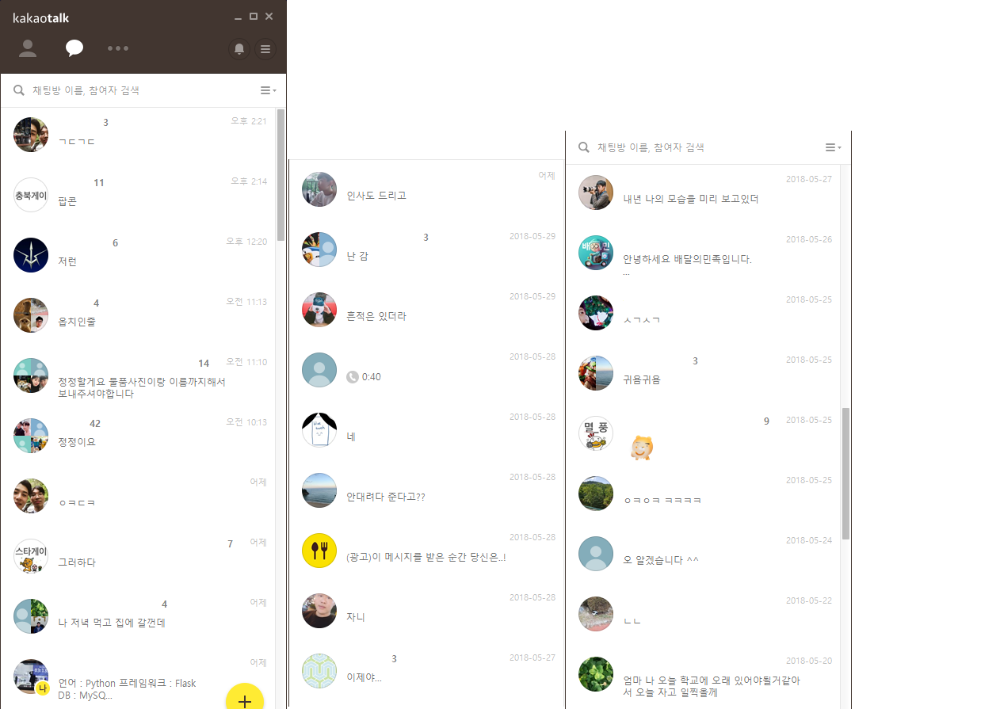 kakaotalk
채팅방 이름, 참여자 검색
3
오후 2:21
ㄱㄷㄱㄷ
충북게이
11
오후 2:14
팝콘
6
오후 12:20
저런
4
오전 11:13
욥치인줄
14
오전 11:10
정정할게요 물품사진이랑 이름까지해서
보내주셔야합니다
42
오전 10:13
정정이요
어제
ㅇㅋㄷㅋ
스타게이
7
어제
그러하다
4
어제
나 저녁 먹고 집에 갈껀데
어제
나
언어 : Python 프레임워크 : Flask
DB : MySQ...
어제
인사도 드리고
3
2018-05-29
난 감
2018-05-29
흔적은 있더라
2018-05-28
0:40
2018-05-28
네
2018-05-28
안대려다 준다고??
2018-05-28
(광고)이 메시지를 받은 순간 당신은..!
2018-05-28
자니
3
2018-05-27
이제야...
채팅방 이름, 참여자 검색
2018-05-27
내년 나의 모습을 미리 보고있더
2018-05-26
배민
안녕하세요 배달의민족입니다.
...
2018-05-25
ㅅㄱㅅㄱ
3
2018-05-25
귀욤귀욤
멸_풍
9
2018-05-25
2018-05-25
ㅇㅋㅇㅋ ㅋㅋㅋㅋ
2018-05-24
오 알겠습니다 ^^
2018-05-22
ㄴㄴ
2018-05-20
엄마 나 오늘 학교에 오래 있어야될거같아
서 오늘 자고 일찍올께